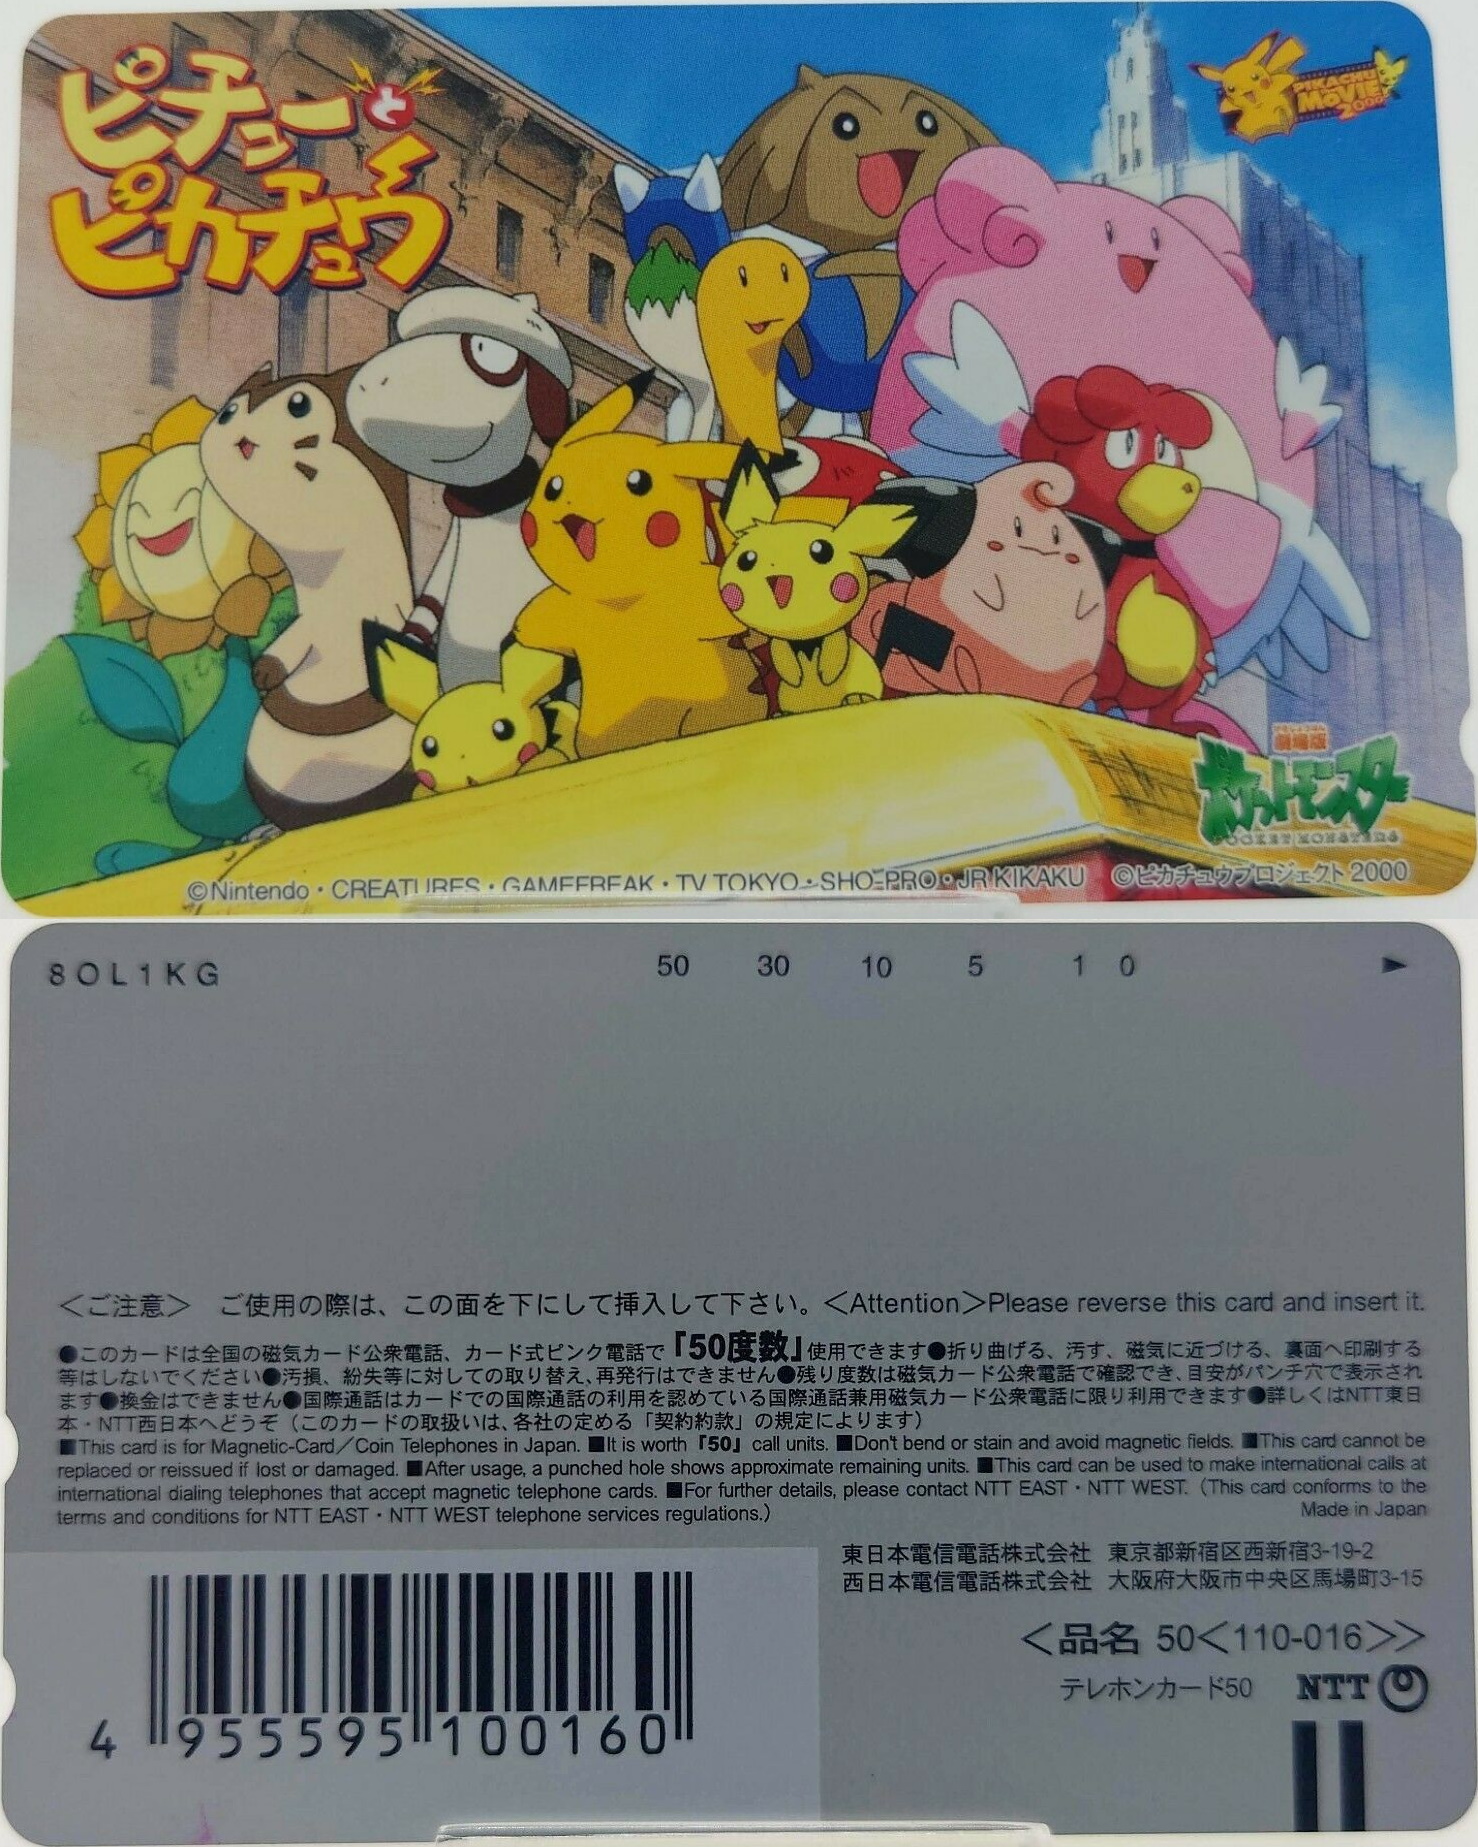 ピチューと
ピカチュウ
PIKACHU
MOVIE
2000
劇場版
ポケットモンスター
POCKET MONSTERS
©Nintendo・CREATURES・GAMEFREAK・TV TOKYO・SHO-PRO・JR KIKAKU ©ピカチュウプロジェクト2000
8OL1KG 50 30 10 5 1 0
<ご注意> ご使用の際は、この面を下にして挿入して下さい。<Attention>Please reverse this card and insert it.
●このカードは全国の磁気カード公衆電話、カード式ピンク電話で「50度数」使用できます●折り曲げる、汚す、磁気に近づける、裏面へ印刷する
等はしないでください●汚損、紛失等に対しての取り替え、再発行はできません●残り度数は磁気カード公衆電話で確認でき、目安がパンチ穴で表示され
ます●換金はできません●国際通話はカードでの国際通話の利用を認めている国際通話兼用磁気カード公衆電話に限り利用できます●詳しくはNTT東日
本・NTT西日本へどうぞ(このカードの取扱いは、各社の定める「契約約款」の規定によります)
■This card is for Magnetic-Card/Coin Telephones in Japan. ■It is worth「50」call units. ■Don't bend or stain and avoid magnetic fields. ■This card cannot be
replaced or reissued if lost or damaged. ■After usage, a punched hole shows approximate remaining units. ■This card can be used to make international calls at
international dialing telephones that accept magnetic telephone cards. ■For further details, please contact NTT EAST・NTT WEST. (This card conforms to the
terms and conditions for NTT EAST・NTT WEST telephone services regulations.) Made in Japan
東日本電信電話株式会社 東京都新宿区西新宿3-19-2
西日本電信電話株式会社 大阪府大阪市中央区馬場町3-15
<品名 50<110-016>>
テレホンカード50 NTT
4 955595 100160